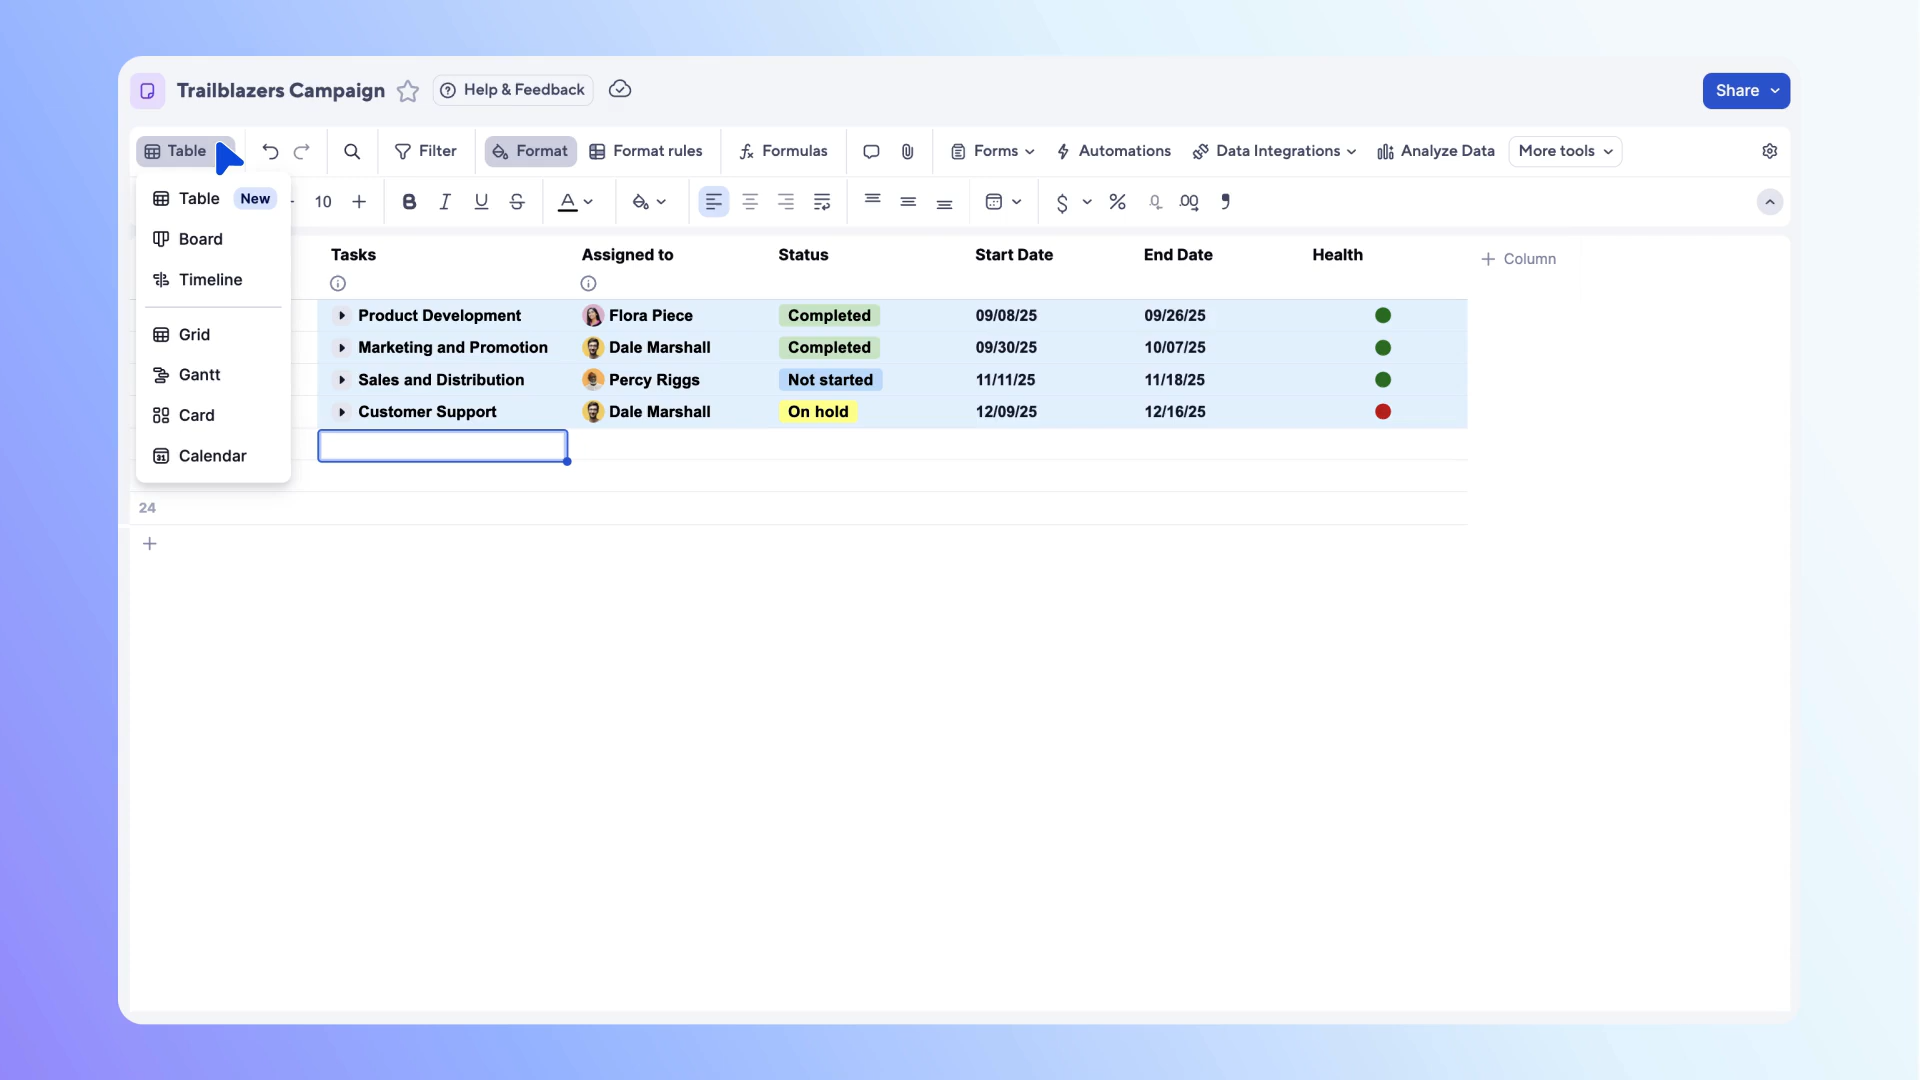 Trailblazers Campaign Help & Feedback Share
Table Filter Format Format rules Formulas Forms Automations Data Integrations Analyze Data More tools
10 B I U S A $ % .0 .00
Table New
Board
Timeline
Grid
Gantt
Card
31 Calendar
Tasks Assigned to Status Start Date End Date Health + Column
Product Development Flora Piece Completed 09/08/25 09/26/25
Marketing and Promotion Dale Marshall Completed 09/30/25 10/07/25
Sales and Distribution Percy Riggs Not started 11/11/25 11/18/25
Customer Support Dale Marshall On hold 12/09/25 12/16/25
24
+